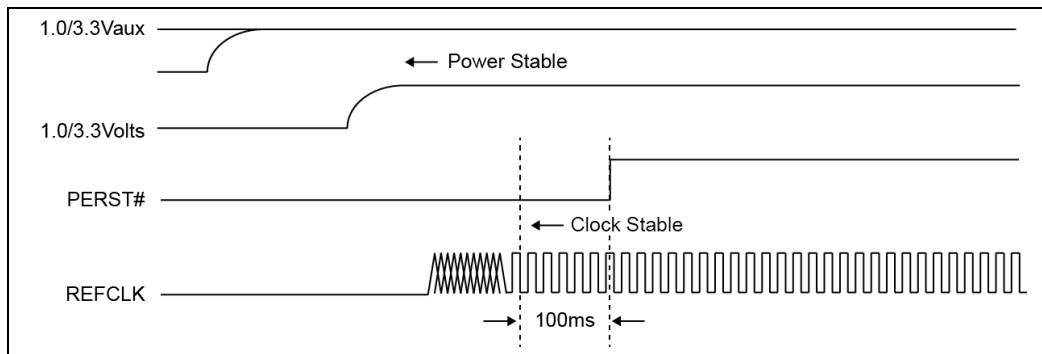 1.0/3.3Vaux
← Power Stable
1.0/3.3Volts
PERST#
← Clock Stable
REFCLK
100ms